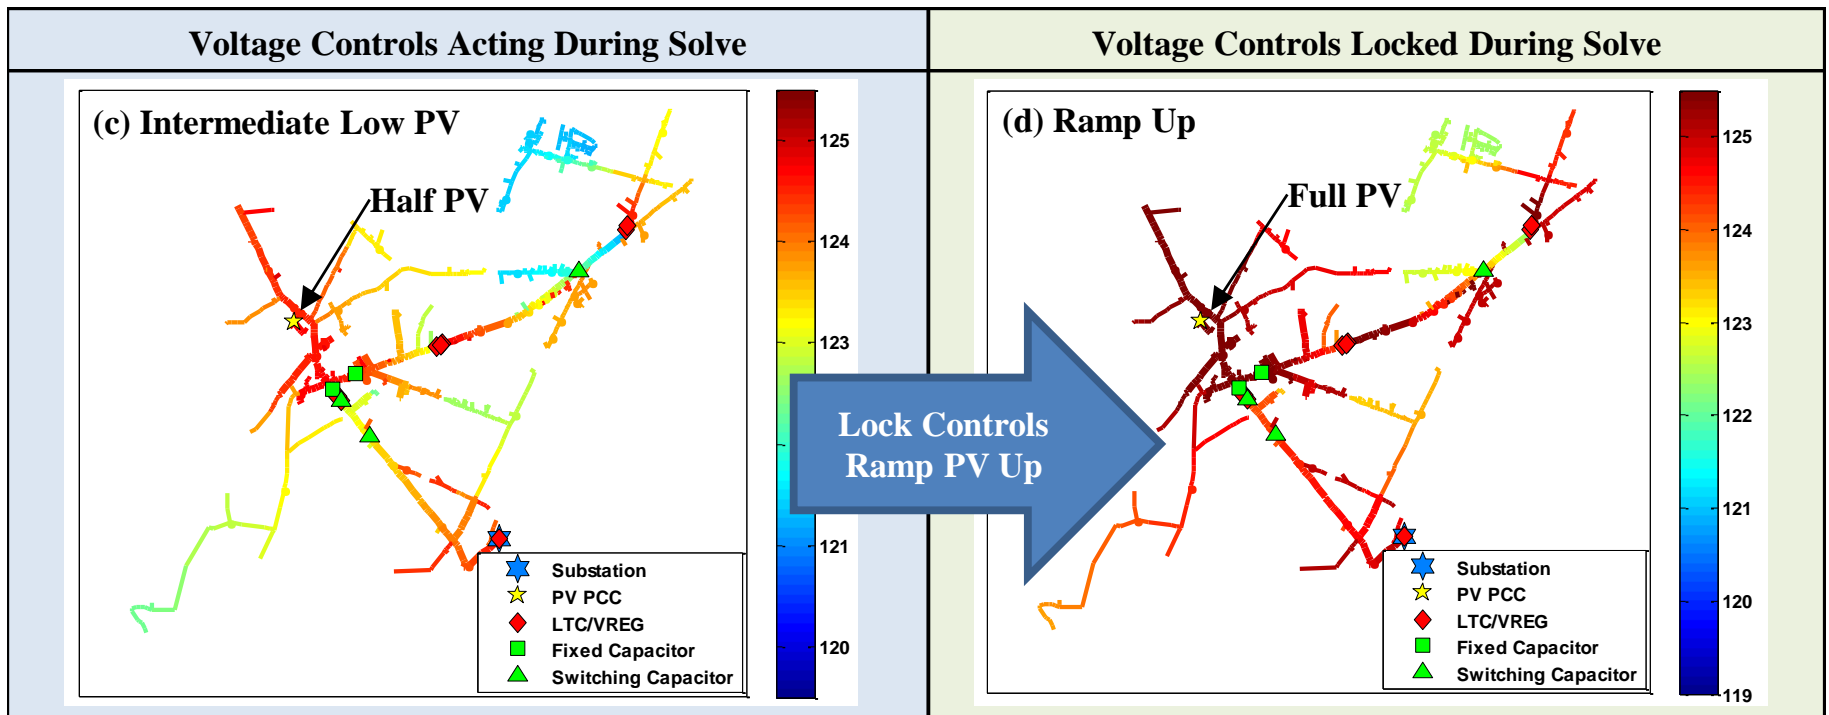 Voltage Controls Acting During Solve
Voltage Controls Locked During Solve
(c) Intermediate Low PV
Half PV
125
124
123
121
120
Substation
PV PCC
LTC/VREG
Fixed Capacitor
Switching Capacitor
Lock Controls
Ramp PV Up
(d) Ramp Up
Full PV
125
124
123
122
121
120
119
Substation
PV PCC
LTC/VREG
Fixed Capacitor
Switching Capacitor